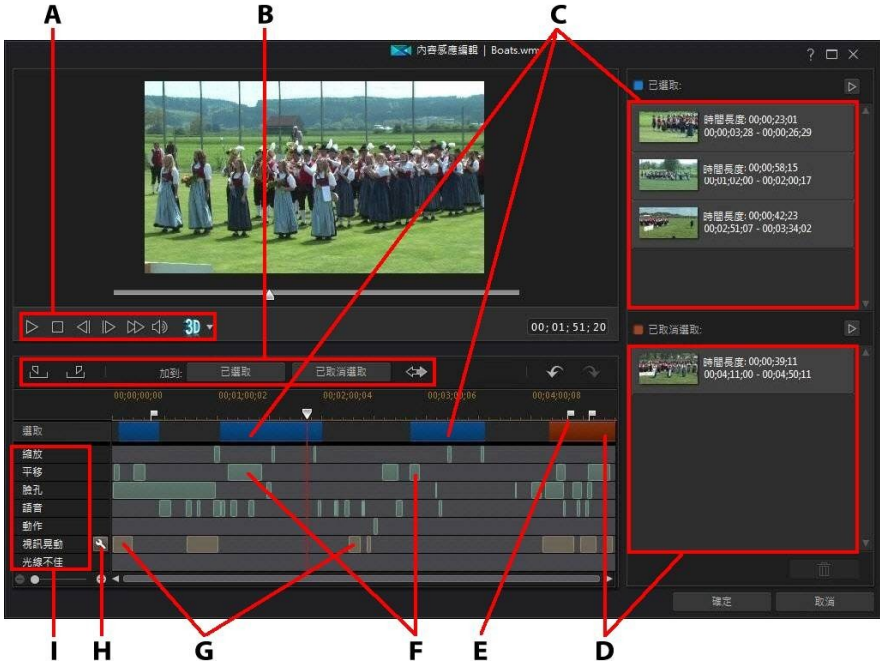 A
B
C
內容感應編輯 | Boats.wm
?
已選取:
時間長度: 00;00;23;01
00;00;03;28 - 00;00;26;29
時間長度: 00;00;58;15
00;01;02;00 - 00;02;00;17
時間長度: 00;00;42;23
00;02;51;07 - 00;03;34;02
3D
00; 01; 51; 20
已取消選取:
時間長度: 00;00;39;11
00;04;11;00 - 00;04;50;11
加到: 已選取 已取消選取
00;00;00;00 00;01;00;02 00;02;00;04 00;03;00;06 00;04;00;08
選取
縮放
平移
臉孔
語音
動作
視訊晃動
光線不佳
確定 取消
I H G F E D